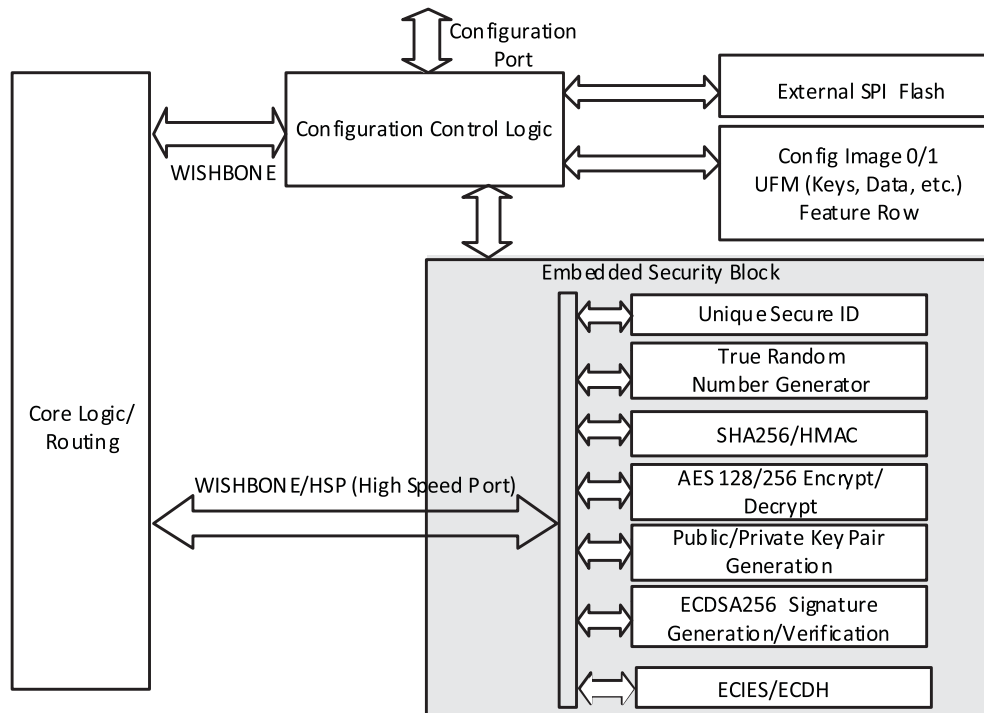 Configuration
Port
External SPI Flash
Configuration Control Logic
WISHBONE
Config Image 0/1
UFM (Keys, Data, etc.)
Feature Row
Embedded Security Block
Unique Secure ID
True Random
Number Generator
Core Logic/
Routing
SHA256/HMAC
WISHBONE/HSP (High Speed Port)
AES 128/256 Encrypt/
Decrypt
Public/Private Key Pair
Generation
ECDSA256 Signature
Generation/Verification
ECIES/ECDH